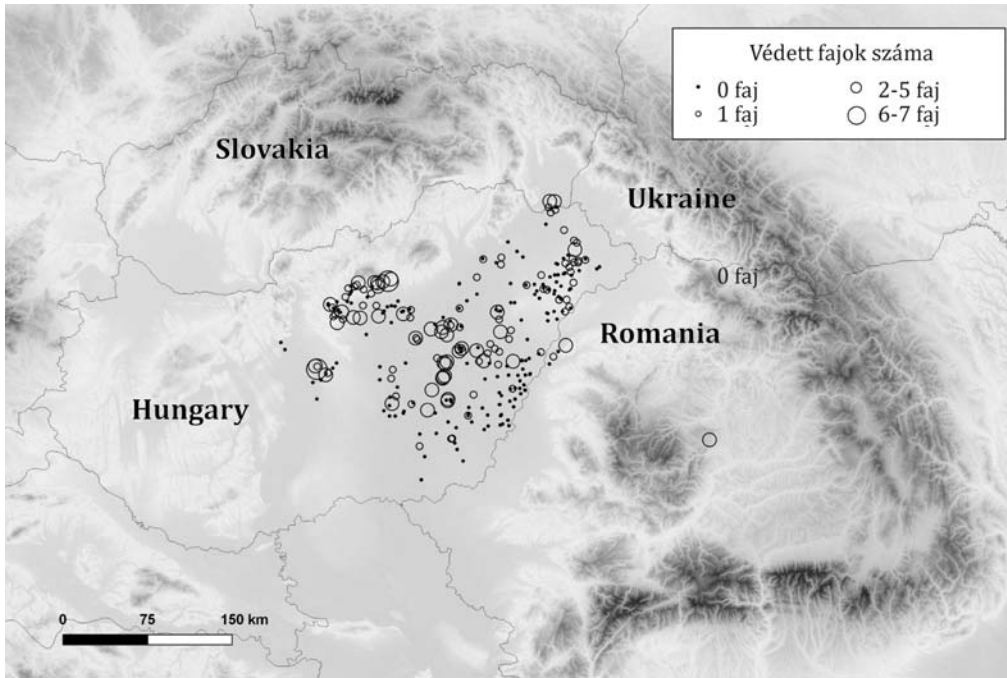 Védett fajok száma
0 faj
2-5 faj
1 faj
6-7 faj
Slovakia
Ukraine
0 faj
Romania
Hungary
0 75 150 km